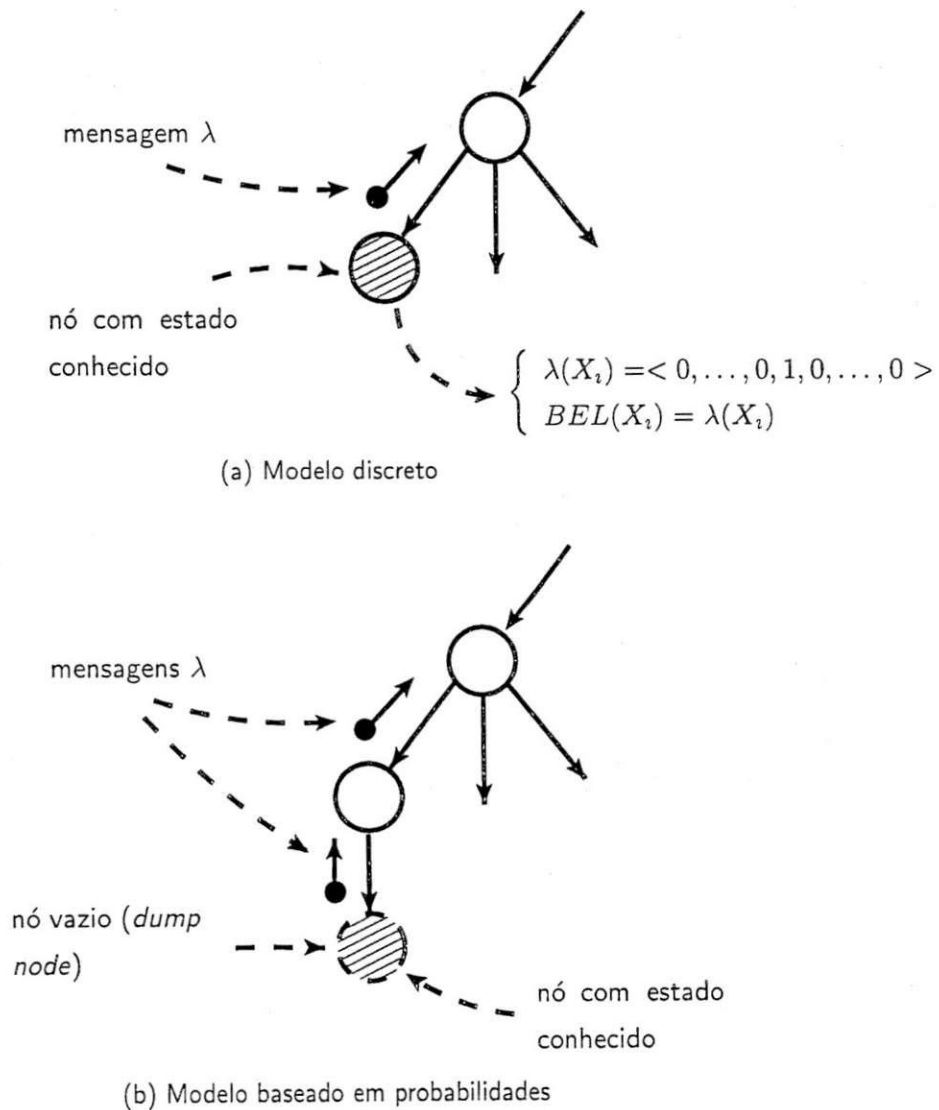 mensagem λ
nó com estado
conhecido
λ(X_i) =< 0, . . . , 0, 1, 0, . . . , 0 >
BEL(X_i) = λ(X_i)
(a) Modelo discreto
mensagens λ
nó vazio (dump
node)
nó com estado
conhecido
(b) Modelo baseado em probabilidades